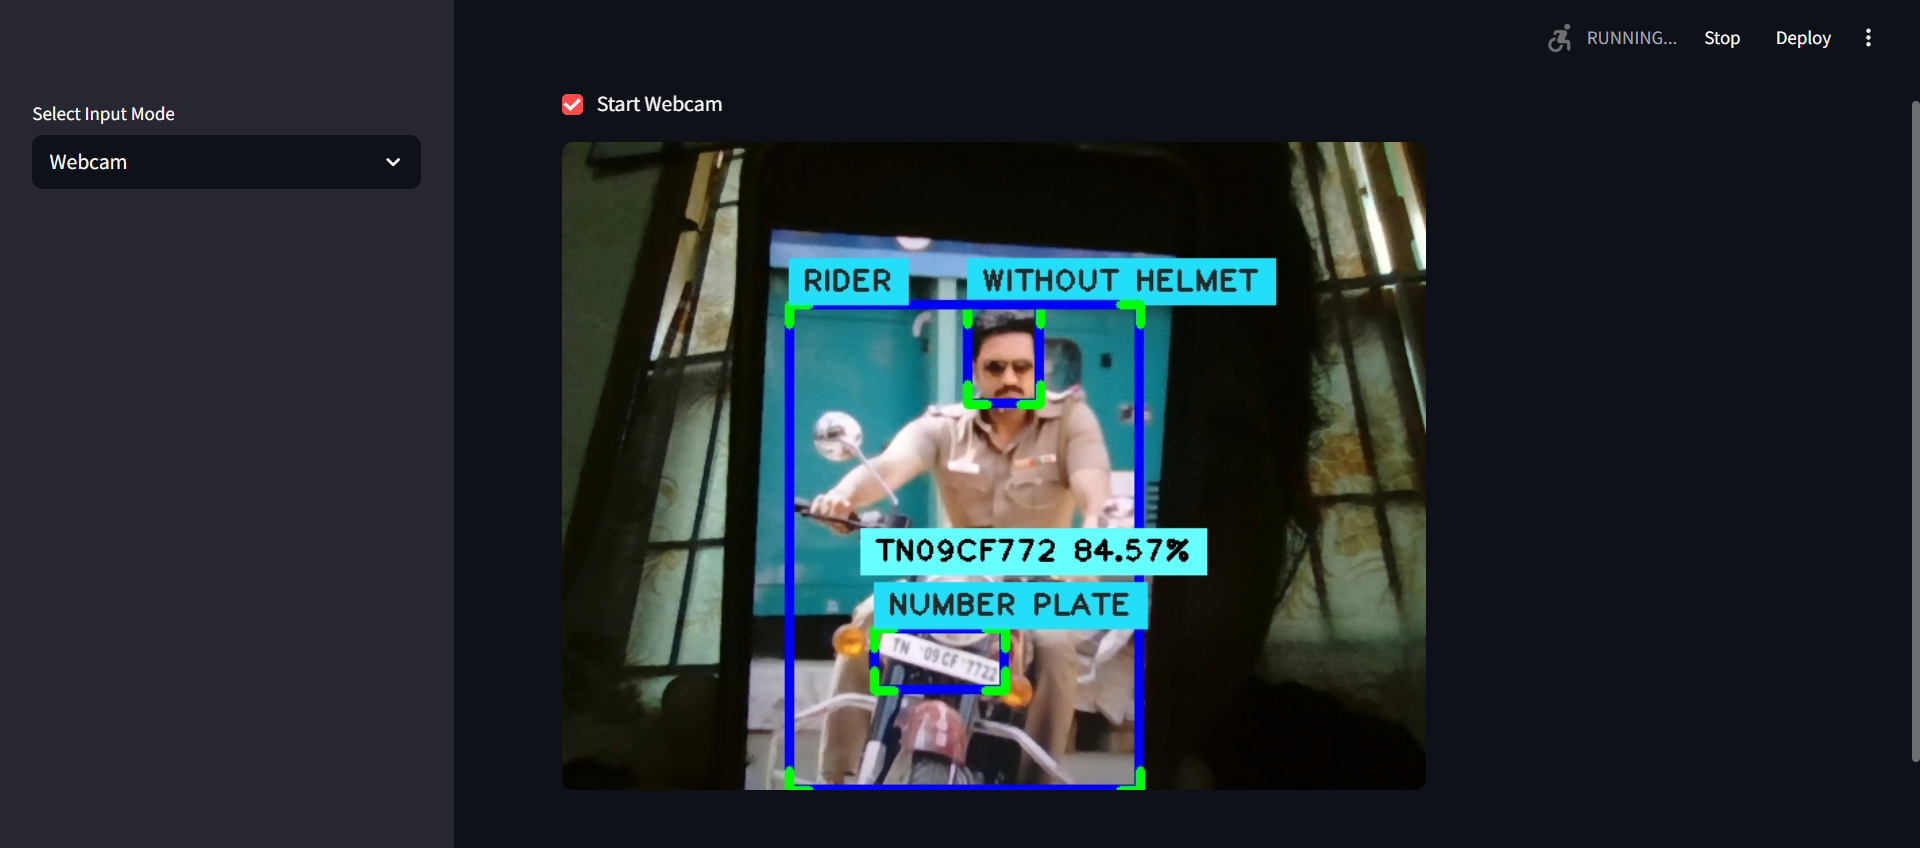 RUNNING...
Stop
Deploy
Select Input Mode
Webcam
Start Webcam
RIDER
WITHOUT HELMET
TN09CF772 84.57%
NUMBER PLATE
TN 09 CF 7722